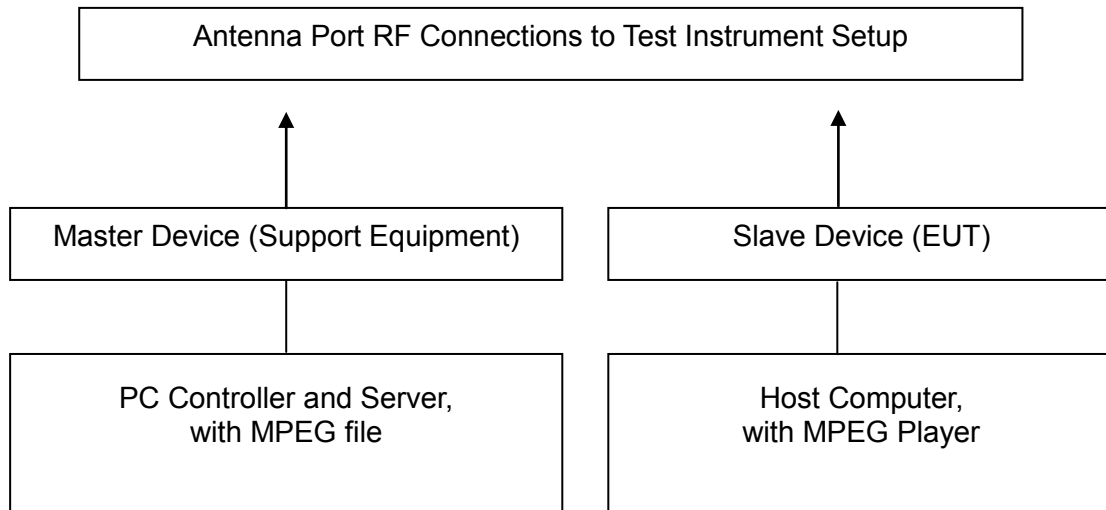 Antenna Port RF Connections to Test Instrument Setup
Master Device (Support Equipment)
Slave Device (EUT)
PC Controller and Server,
with MPEG file
Host Computer,
with MPEG Player